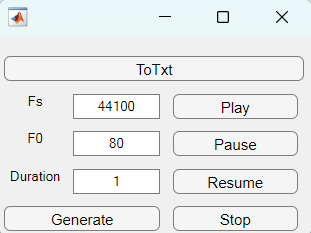 ToTxt
Fs 44100 Play
F0 80 Pause
Duration 1 Resume
Generate Stop